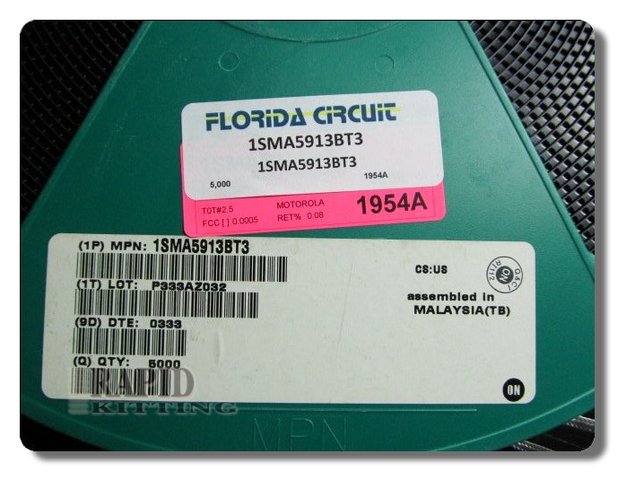 FLORIDA CIRCUIT
1SMA5913BT3
1SMA5913BT3
5,000 1954A
TOT#2.5 MOTOROLA 1954A
FCC [ ] 0.0005 RET% 0.08
(1P) MPN: 1SMA5913BT3
(1T) LOT: P333AZ032
(9D) DTE: 0333
(Q) QTY: 5000
CS:US
assembled in
MALAYSIA(TB)
ON
ON
RAPID
KITTING
MPN